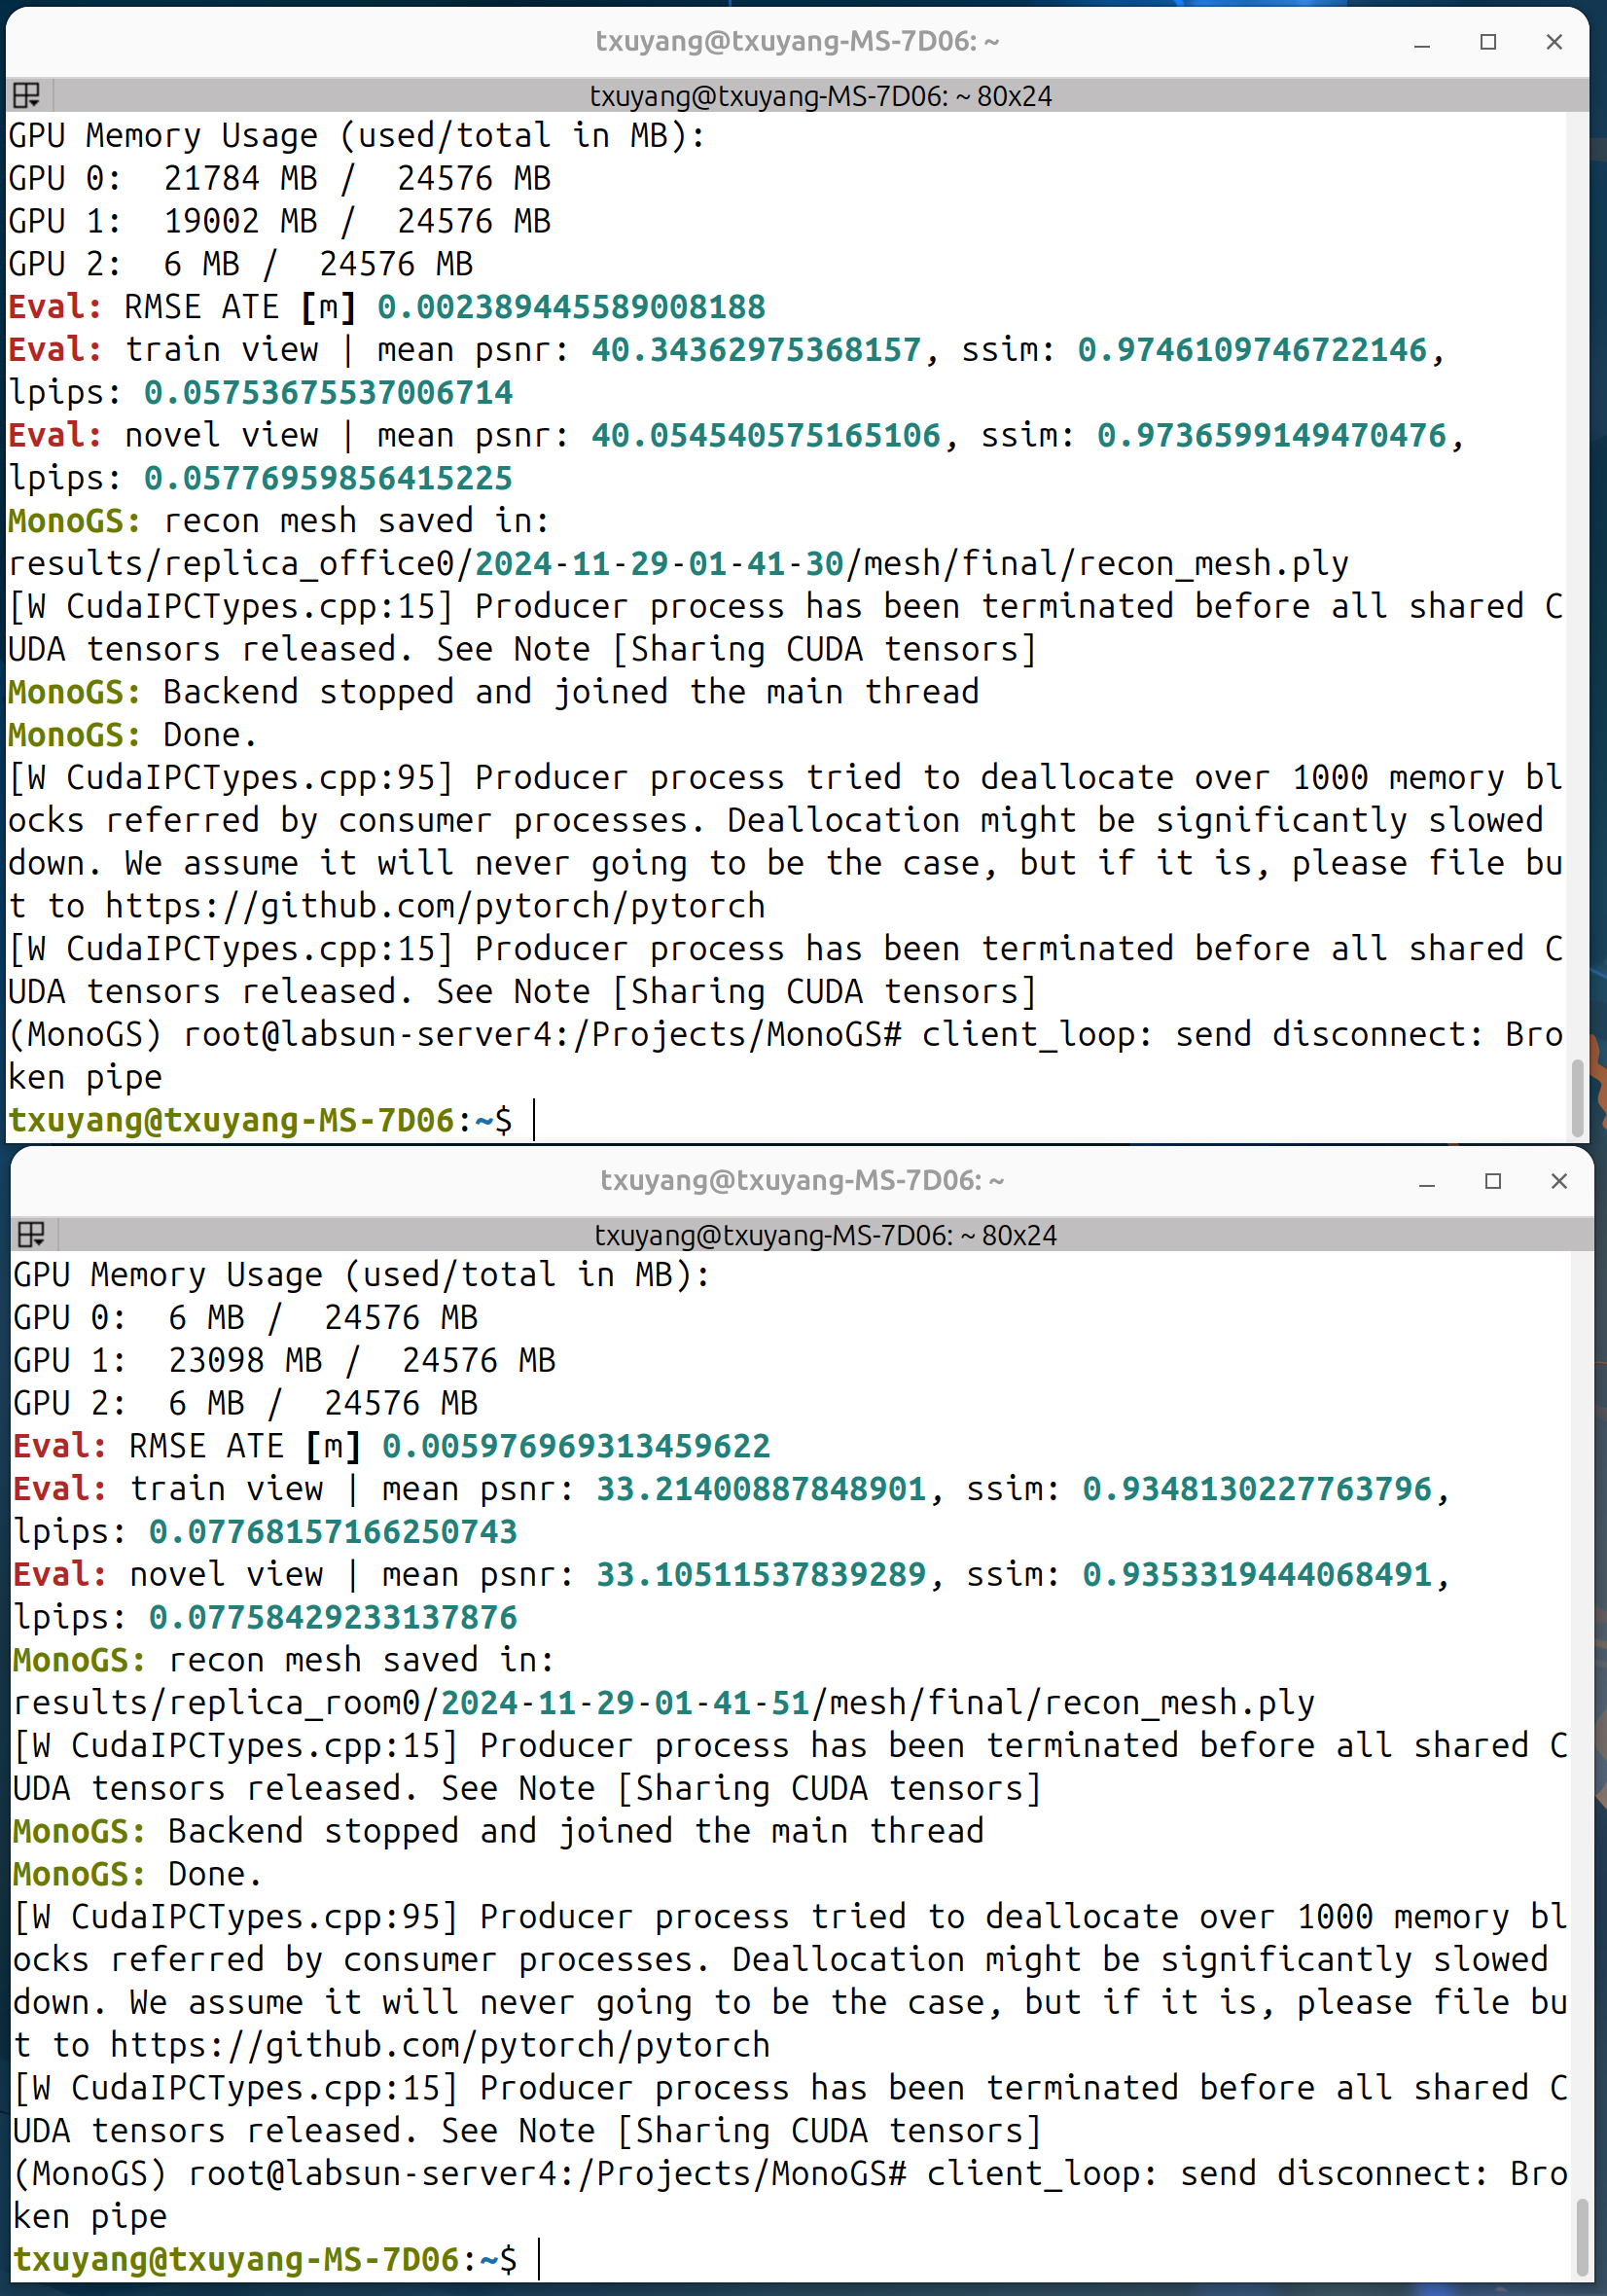 txuyang@txuyang-MS-7D06: ~
txuyang@txuyang-MS-7D06: ~ 80x24
GPU Memory Usage (used/total in MB):
GPU 0:  21784 MB /  24576 MB
GPU 1:  19002 MB /  24576 MB
GPU 2:  6 MB /  24576 MB
Eval: RMSE ATE [m] 0.002389445589008188
Eval: train view | mean psnr: 40.34362975368157, ssim: 0.9746109746722146,
lpips: 0.05753675537006714
Eval: novel view | mean psnr: 40.054540575165106, ssim: 0.9736599149470476,
lpips: 0.05776959856415225
MonoGS: recon mesh saved in:
results/replica_office0/2024-11-29-01-41-30/mesh/final/recon_mesh.ply
[W CudaIPCTypes.cpp:15] Producer process has been terminated before all shared C
UDA tensors released. See Note [Sharing CUDA tensors]
MonoGS: Backend stopped and joined the main thread
MonoGS: Done.
[W CudaIPCTypes.cpp:95] Producer process tried to deallocate over 1000 memory bl
ocks referred by consumer processes. Deallocation might be significantly slowed
down. We assume it will never going to be the case, but if it is, please file bu
t to https://github.com/pytorch/pytorch
[W CudaIPCTypes.cpp:15] Producer process has been terminated before all shared C
UDA tensors released. See Note [Sharing CUDA tensors]
(MonoGS) root@labsun-server4:/Projects/MonoGS# client_loop: send disconnect: Bro
ken pipe
txuyang@txuyang-MS-7D06:~$
txuyang@txuyang-MS-7D06: ~
txuyang@txuyang-MS-7D06: ~ 80x24
GPU Memory Usage (used/total in MB):
GPU 0:  6 MB /  24576 MB
GPU 1:  23098 MB /  24576 MB
GPU 2:  6 MB /  24576 MB
Eval: RMSE ATE [m] 0.005976969313459622
Eval: train view | mean psnr: 33.21400887848901, ssim: 0.9348130227763796,
lpips: 0.07768157166250743
Eval: novel view | mean psnr: 33.10511537839289, ssim: 0.9353319444068491,
lpips: 0.07758429233137876
MonoGS: recon mesh saved in:
results/replica_room0/2024-11-29-01-41-51/mesh/final/recon_mesh.ply
[W CudaIPCTypes.cpp:15] Producer process has been terminated before all shared C
UDA tensors released. See Note [Sharing CUDA tensors]
MonoGS: Backend stopped and joined the main thread
MonoGS: Done.
[W CudaIPCTypes.cpp:95] Producer process tried to deallocate over 1000 memory bl
ocks referred by consumer processes. Deallocation might be significantly slowed
down. We assume it will never going to be the case, but if it is, please file bu
t to https://github.com/pytorch/pytorch
[W CudaIPCTypes.cpp:15] Producer process has been terminated before all shared C
UDA tensors released. See Note [Sharing CUDA tensors]
(MonoGS) root@labsun-server4:/Projects/MonoGS# client_loop: send disconnect: Bro
ken pipe
txuyang@txuyang-MS-7D06:~$